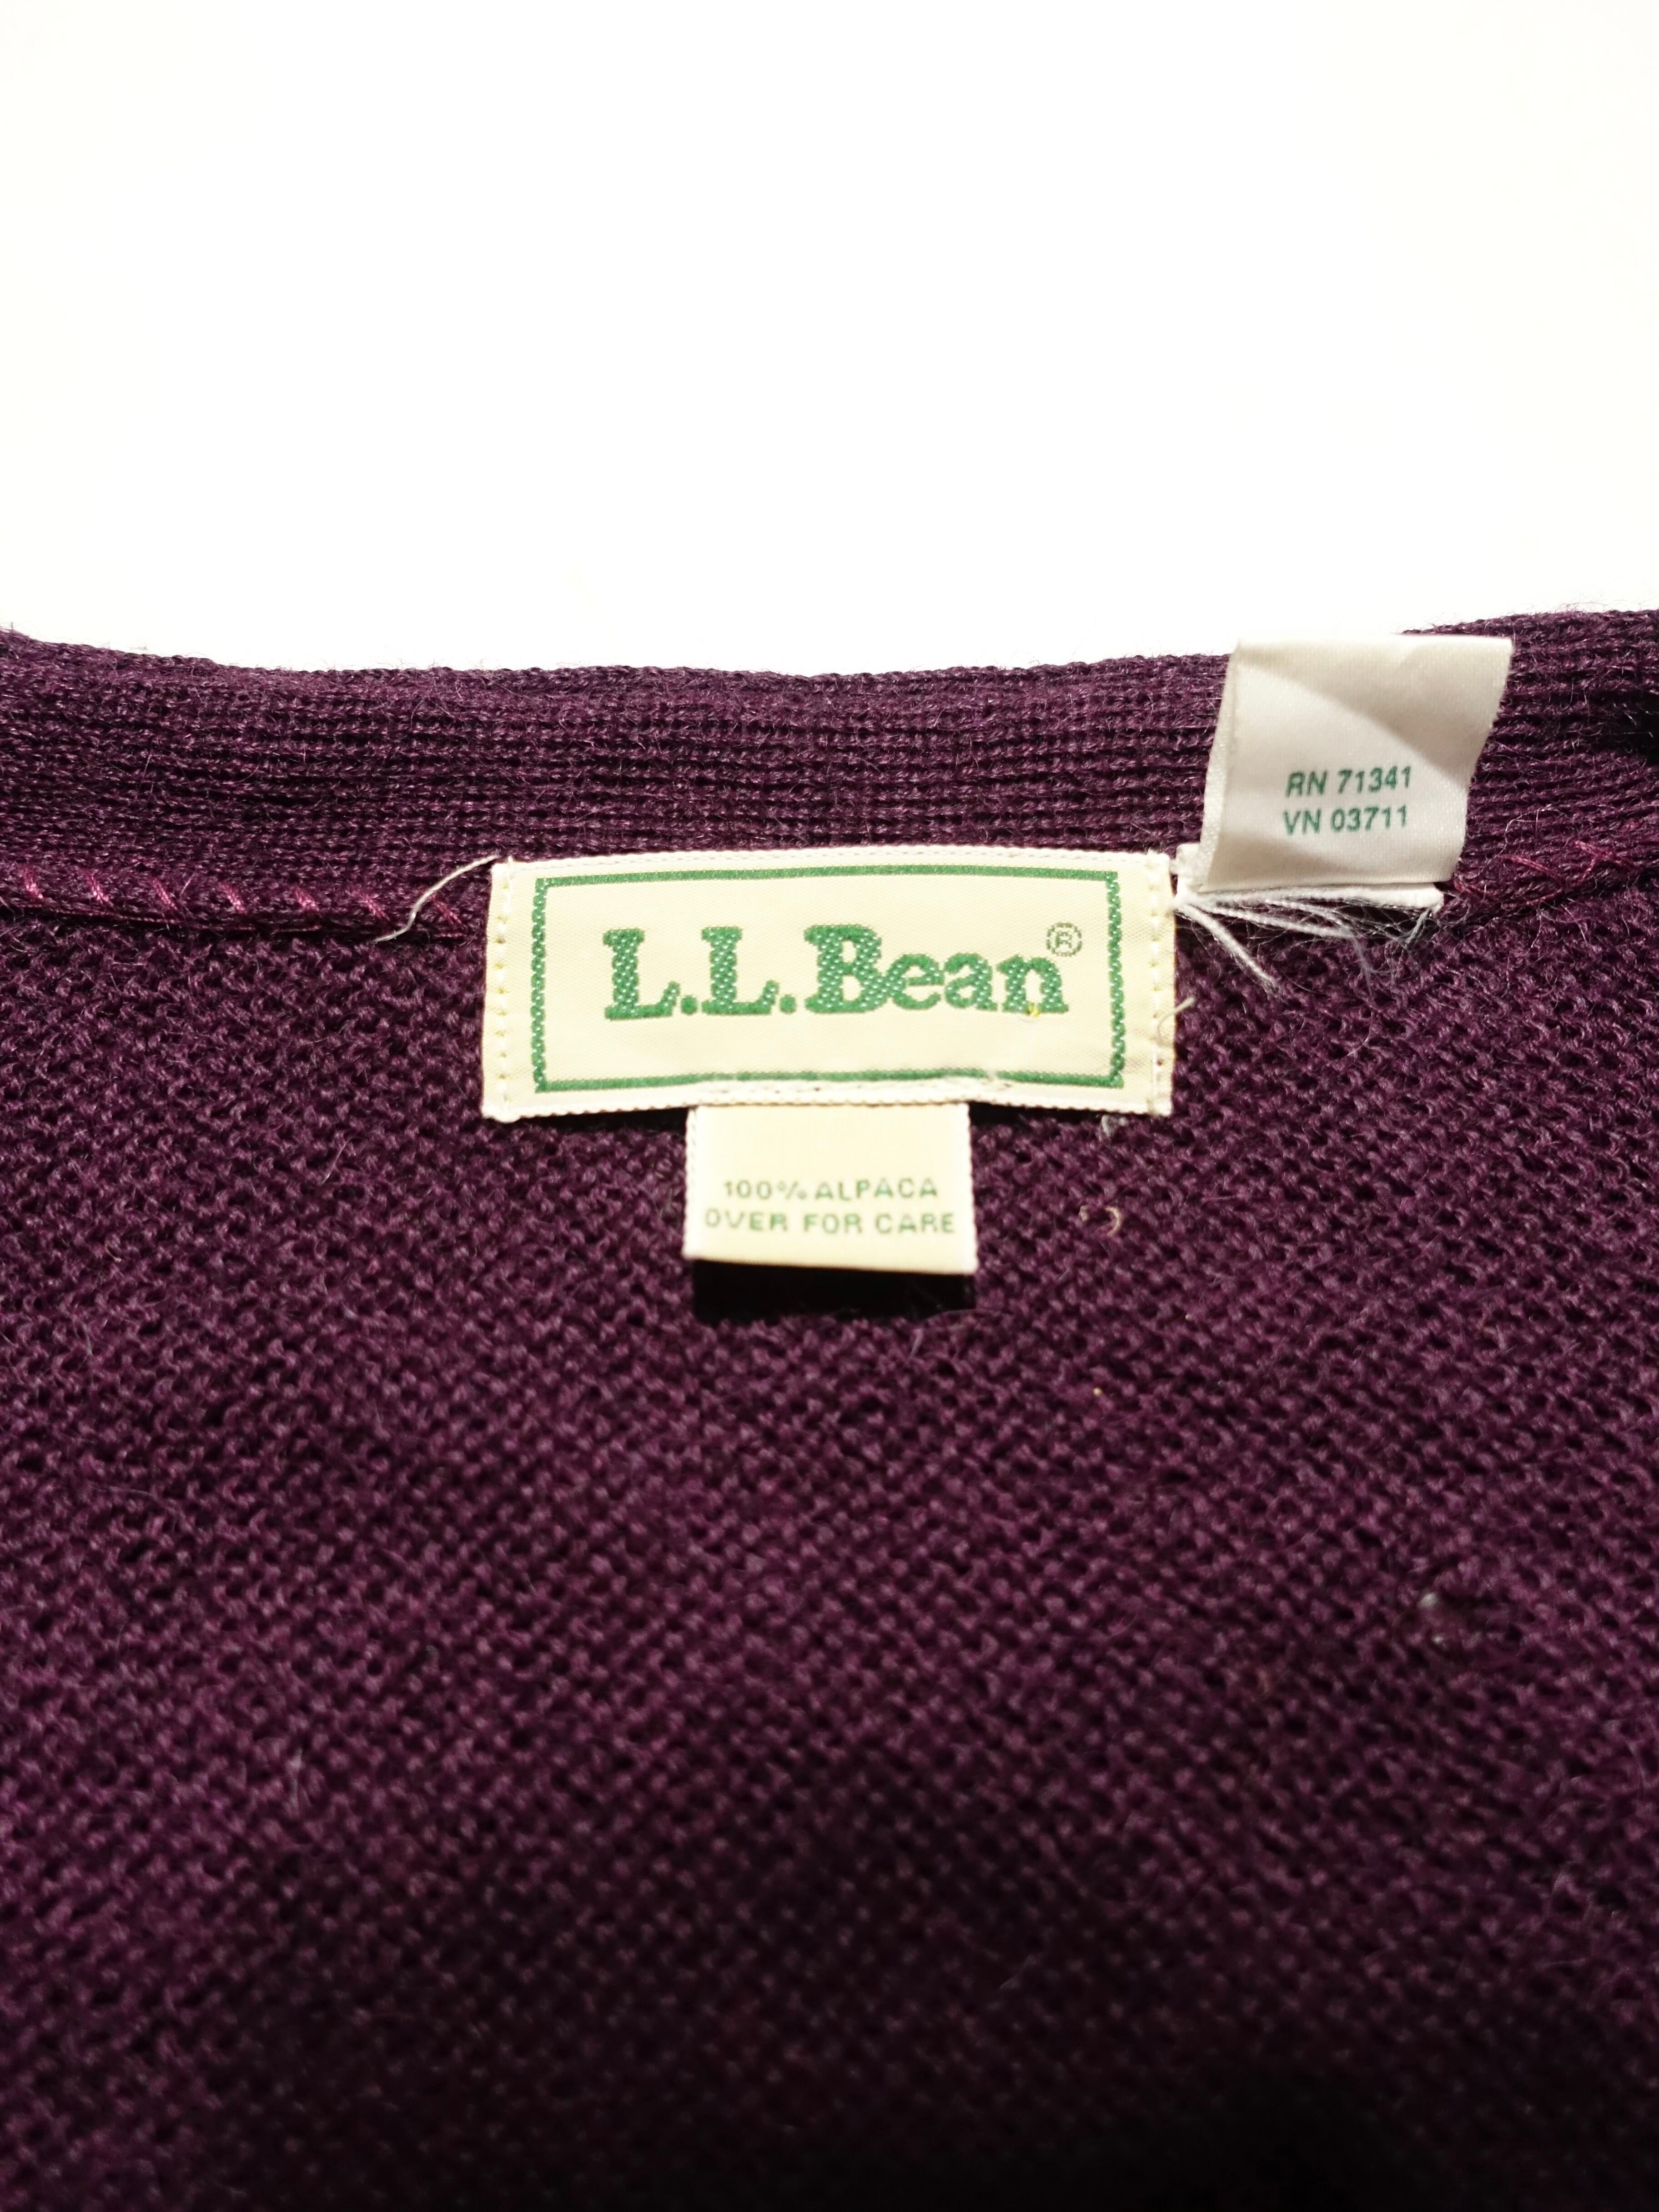 RN 71341
VN 03711
L.L.Bean®
100% ALPACA
OVER FOR CARE